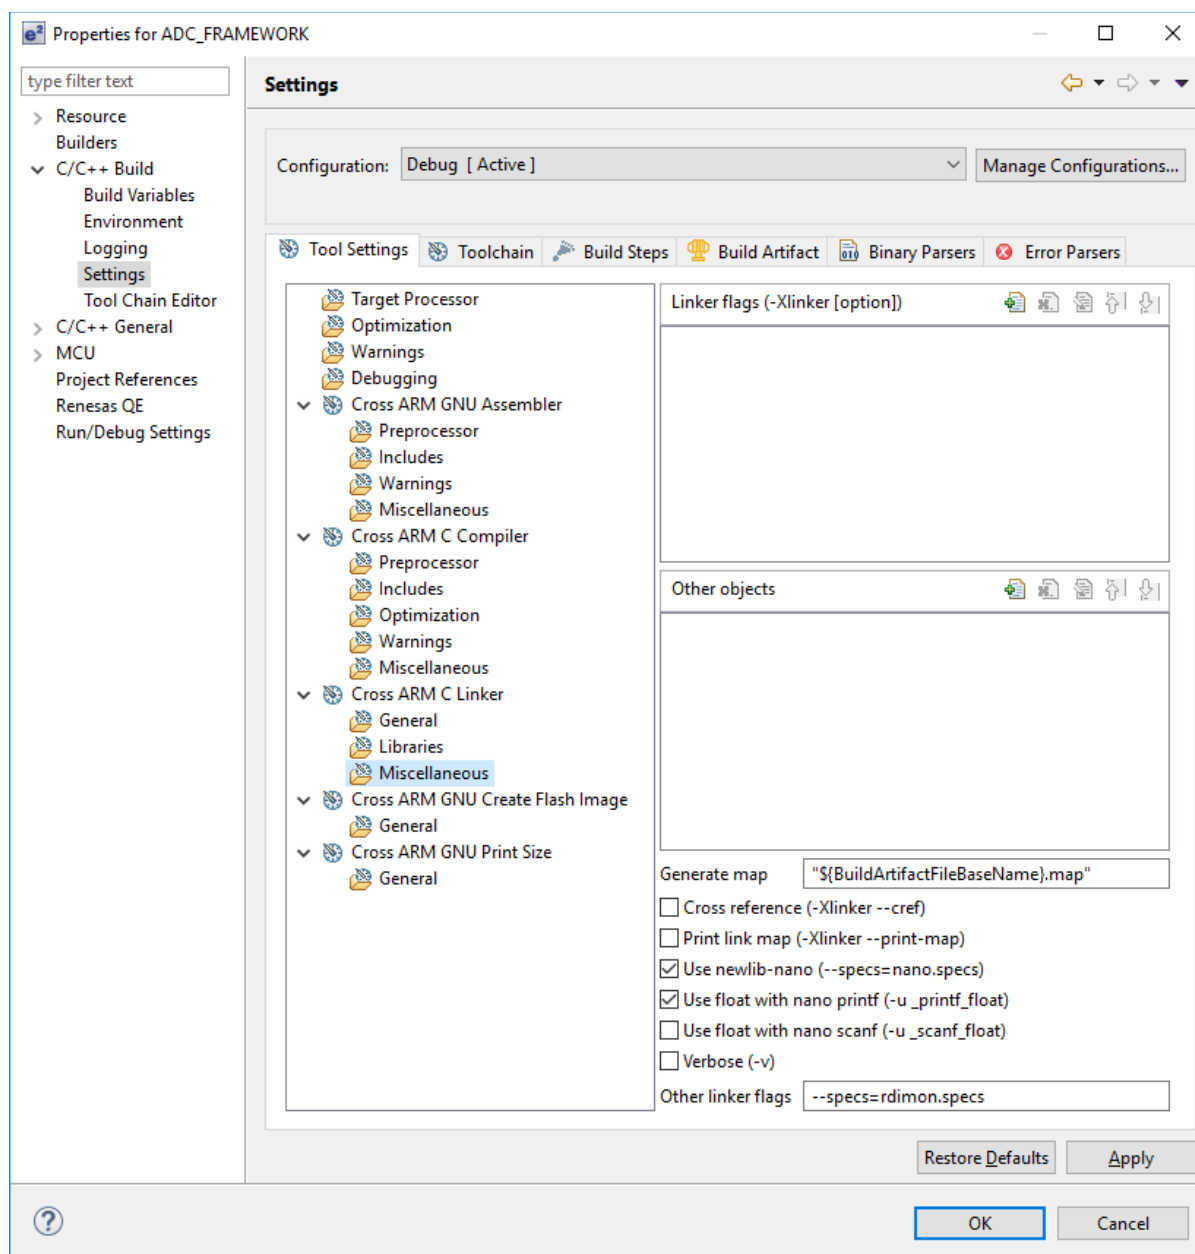 e² Properties for ADC_FRAMEWORK
type filter text
Settings
Resource
Builders
C/C++ Build
Build Variables
Environment
Logging
Settings
Tool Chain Editor
C/C++ General
MCU
Project References
Renesas QE
Run/Debug Settings
Configuration: Debug [ Active ] Manage Configurations...
Tool Settings Toolchain Build Steps Build Artifact 010 Binary Parsers Error Parsers
Target Processor
Optimization
Warnings
Debugging
Cross ARM GNU Assembler
Preprocessor
Includes
Warnings
Miscellaneous
Cross ARM C Compiler
Preprocessor
Includes
Optimization
Warnings
Miscellaneous
Cross ARM C Linker
General
Libraries
Miscellaneous
Cross ARM GNU Create Flash Image
General
Cross ARM GNU Print Size
General
Linker flags (-Xlinker [option])
Other objects
Generate map "${BuildArtifactFileBaseName}.map"
Cross reference (-Xlinker --cref)
Print link map (-Xlinker --print-map)
Use newlib-nano (--specs=nano.specs)
Use float with nano printf (-u _printf_float)
Use float with nano scanf (-u _scanf_float)
Verbose (-v)
Other linker flags --specs=rdimon.specs
Restore Defaults Apply
? OK Cancel